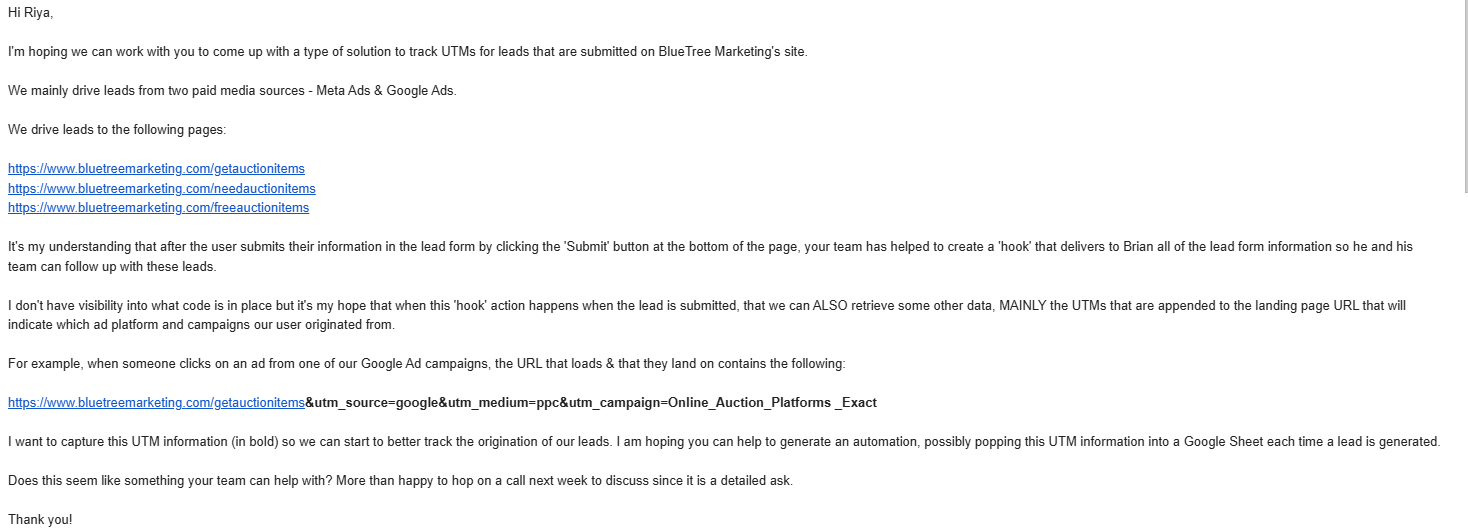 Hi Riya,
I'm hoping we can work with you to come up with a type of solution to track UTMs for leads that are submitted on BlueTree Marketing's site.
We mainly drive leads from two paid media sources - Meta Ads & Google Ads.
We drive leads to the following pages:
https://www.bluetreemarketing.com/getauctionitems
https://www.bluetreemarketing.com/needauctionitems
https://www.bluetreemarketing.com/freeauctionitems
It's my understanding that after the user submits their information in the lead form by clicking the 'Submit' button at the bottom of the page, your team has helped to create a 'hook' that delivers to Brian all of the lead form information so he and his
team can follow up with these leads.
I don't have visibility into what code is in place but it's my hope that when this 'hook' action happens when the lead is submitted, that we can ALSO retrieve some other data, MAINLY the UTMs that are appended to the landing page URL that will
indicate which ad platform and campaigns our user originated from.
For example, when someone clicks on an ad from one of our Google Ad campaigns, the URL that loads & that they land on contains the following:
https://www.bluetreemarketing.com/getauctionitems&utm_source=google&utm_medium=ppc&utm_campaign=Online_Auction_Platforms _Exact
I want to capture this UTM information (in bold) so we can start to better track the origination of our leads. I am hoping you can help to generate an automation, possibly popping this UTM information into a Google Sheet each time a lead is generated.
Does this seem like something your team can help with? More than happy to hop on a call next week to discuss since it is a detailed ask.
Thank you!